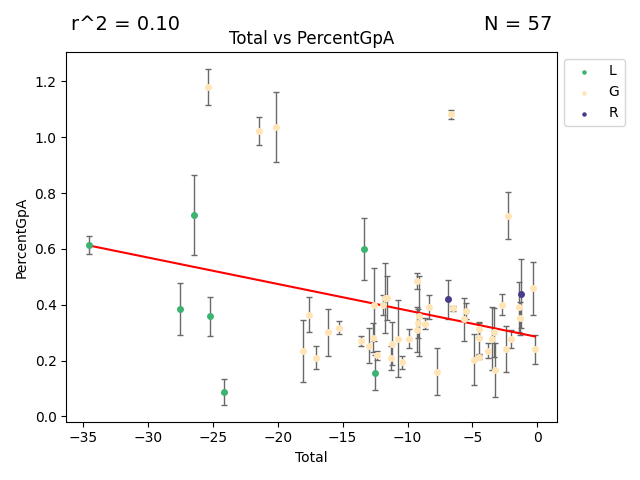 r^2 = 0.10
N = 57
Total vs PercentGpA
L
G
R
PercentGpA
1.2
1.0
0.8
0.6
0.4
0.2
0.0
−35 −30 −25 −20 −15 −10 −5 0
Total